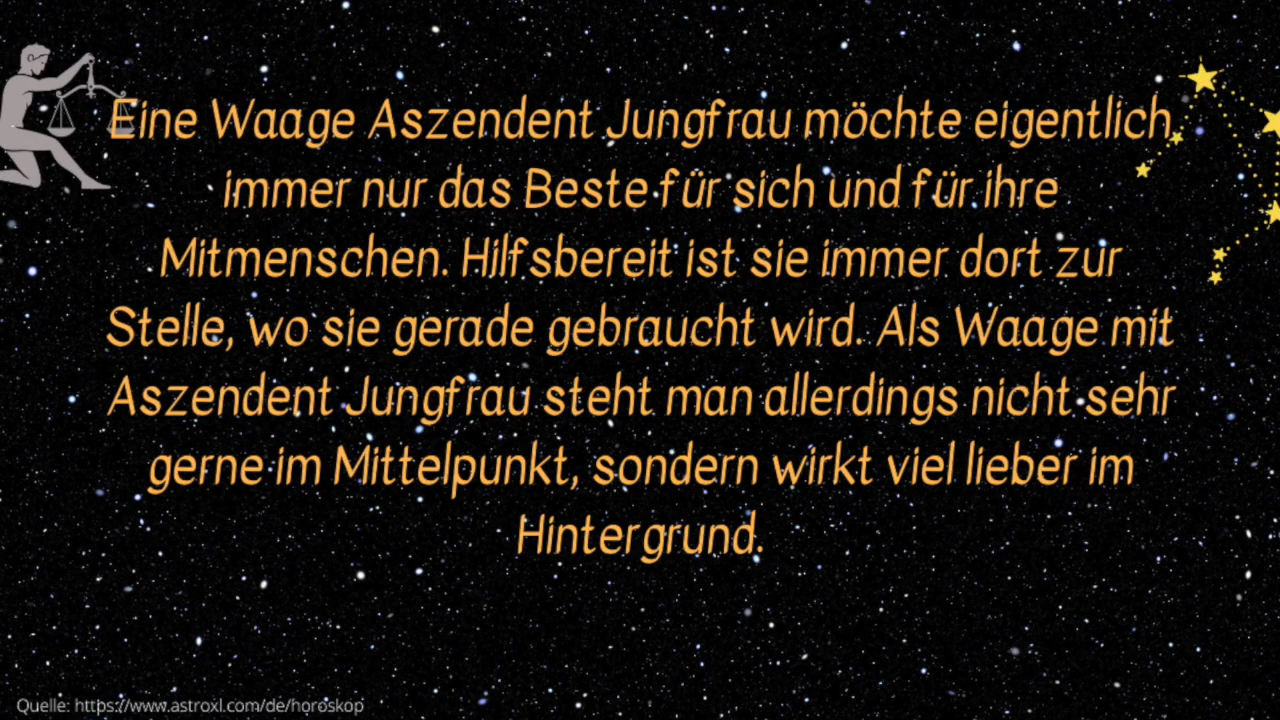 Eine Waage Aszendent Jungfrau möchte eigentlich
immer nur das Beste für sich und für ihre
Mitmenschen. Hilfsbereit ist sie immer dort zur
Stelle, wo sie gerade gebraucht wird. Als Waage mit
Aszendent Jungfrau steht man allerdings nicht sehr
gerne im Mittelpunkt, sondern wirkt viel lieber im
Hintergrund.
Quelle: https://www.astroxl.com/de/horoskop